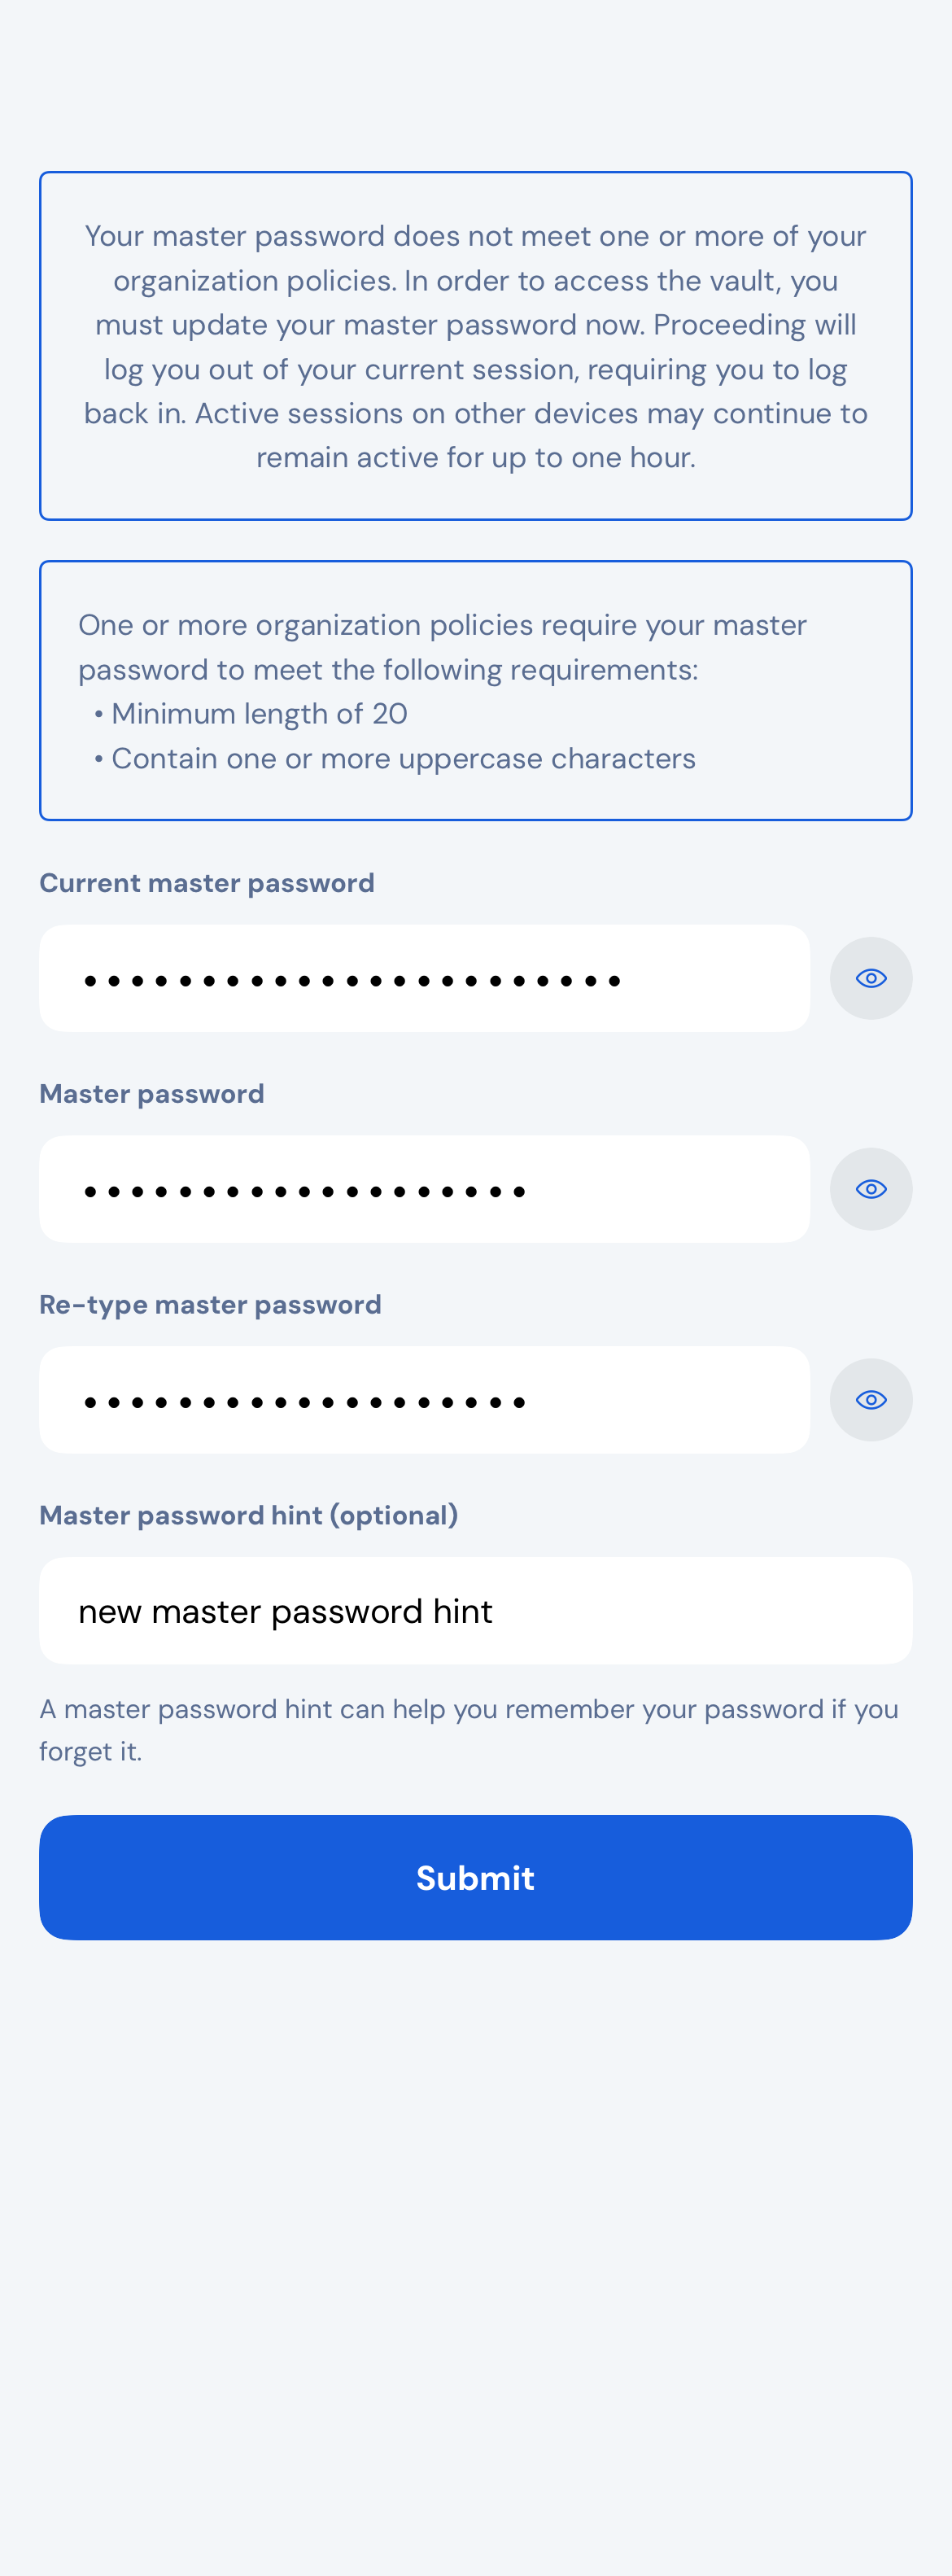 Your master password does not meet one or more of your
organization policies. In order to access the vault, you
must update your master password now. Proceeding will
log you out of your current session, requiring you to log
back in. Active sessions on other devices may continue to
remain active for up to one hour.
One or more organization policies require your master
password to meet the following requirements:
• Minimum length of 20
• Contain one or more uppercase characters
Current master password
•••••••••••••••••••••••
Master password
•••••••••••••••••••
Re-type master password
•••••••••••••••••••
Master password hint (optional)
new master password hint
A master password hint can help you remember your password if you
forget it.
Submit